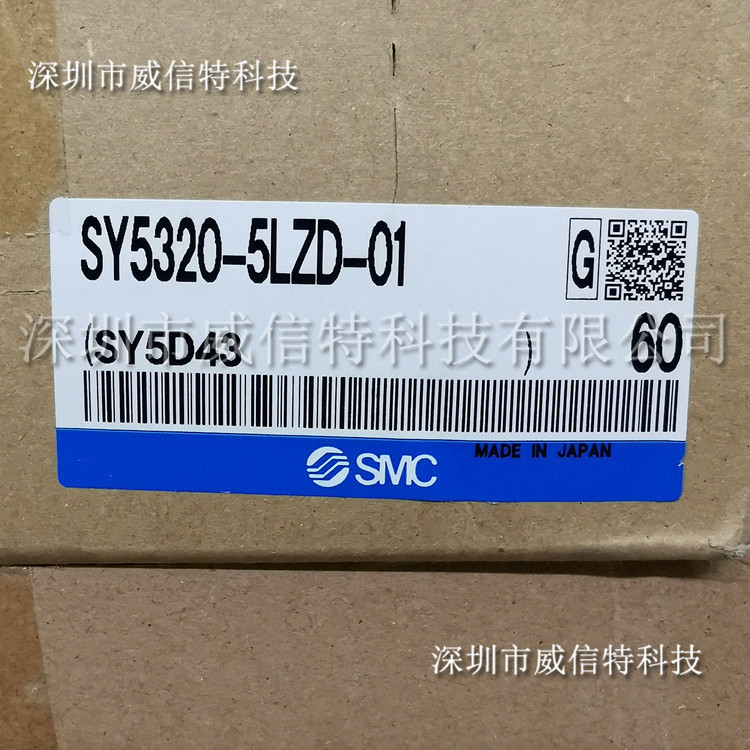 深圳市威信特科技
SY5320-5LZD-01
G
深圳市威信特科技有限公司
(SY5D43 )
60
SMC
MADE IN JAPAN
深圳市威信特科技